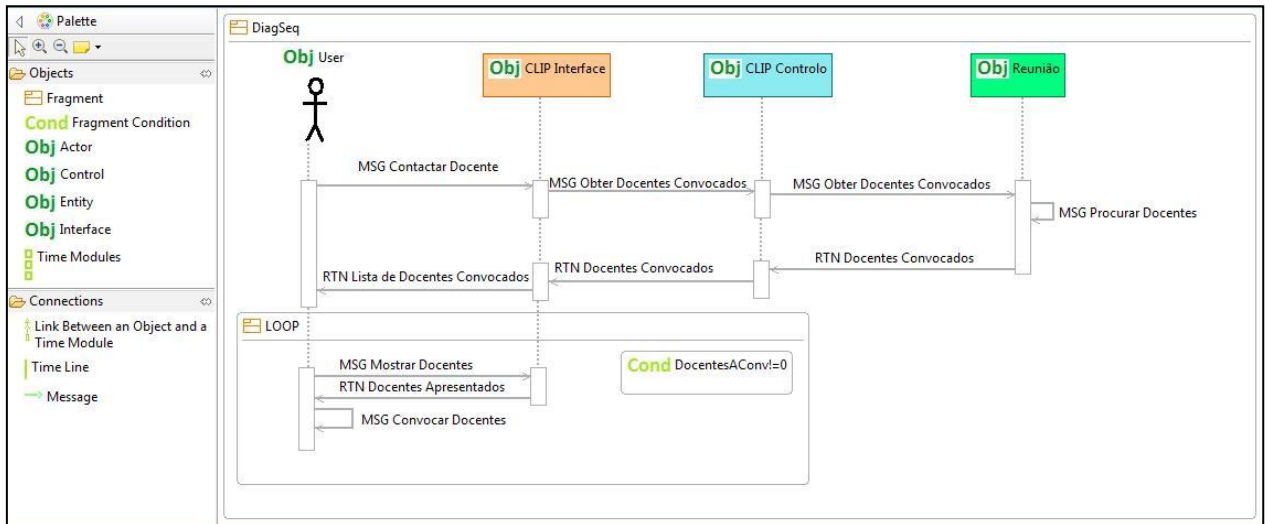 Palette
Objects
Fragment
Cond Fragment Condition
Obj Actor
Obj Control
Obj Entity
Obj Interface
Time Modules
Connections
Link Between an Object and a
Time Module
Time Line
Message
DiagSeq
Obj User
Obj CLIP Interface
Obj CLIP Controlo
Obj Reunião
MSG Contactar Docente
MSG Obter Docentes Convocados
MSG Obter Docentes Convocados
MSG Procurar Docentes
RTN Docentes Convocados
RTN Docentes Convocados
RTN Lista de Docentes Convocados
LOOP
MSG Mostrar Docentes
Cond DocentesAConv!=0
RTN Docentes Apresentados
MSG Convocar Docentes